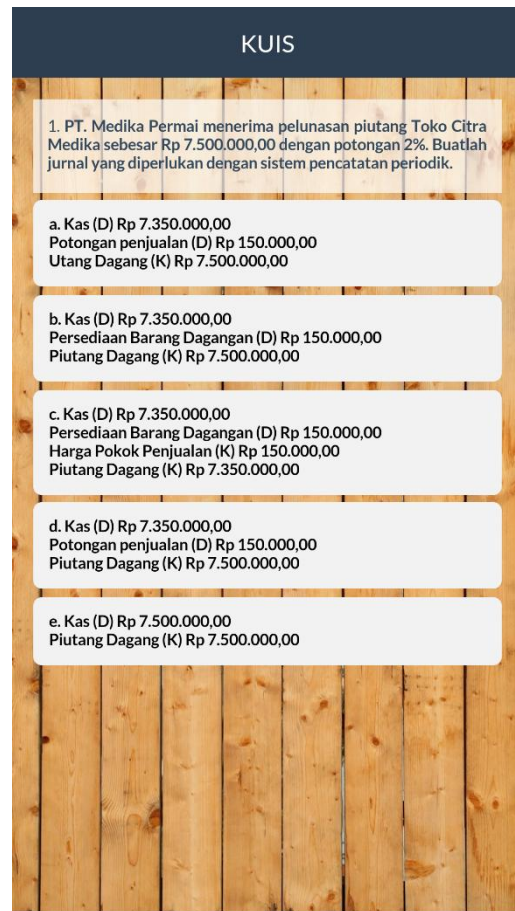 KUIS
1. PT. Medika Permai menerima pelunasan piutang Toko Citra
Medika sebesar Rp 7.500.000,00 dengan potongan 2%. Buatlah
jurnal yang diperlukan dengan sistem pencatatan periodik.
a. Kas (D) Rp 7.350.000,00
Potongan penjualan (D) Rp 150.000,00
Utang Dagang (K) Rp 7.500.000,00
b. Kas (D) Rp 7.350.000,00
Persediaan Barang Dagangan (D) Rp 150.000,00
Piutang Dagang (K) Rp 7.500.000,00
c. Kas (D) Rp 7.350.000,00
Persediaan Barang Dagangan (D) Rp 150.000,00
Harga Pokok Penjualan (K) Rp 150.000,00
Piutang Dagang (K) Rp 7.350.000,00
d. Kas (D) Rp 7.350.000,00
Potongan penjualan (D) Rp 150.000,00
Piutang Dagang (K) Rp 7.500.000,00
e. Kas (D) Rp 7.500.000,00
Piutang Dagang (K) Rp 7.500.000,00